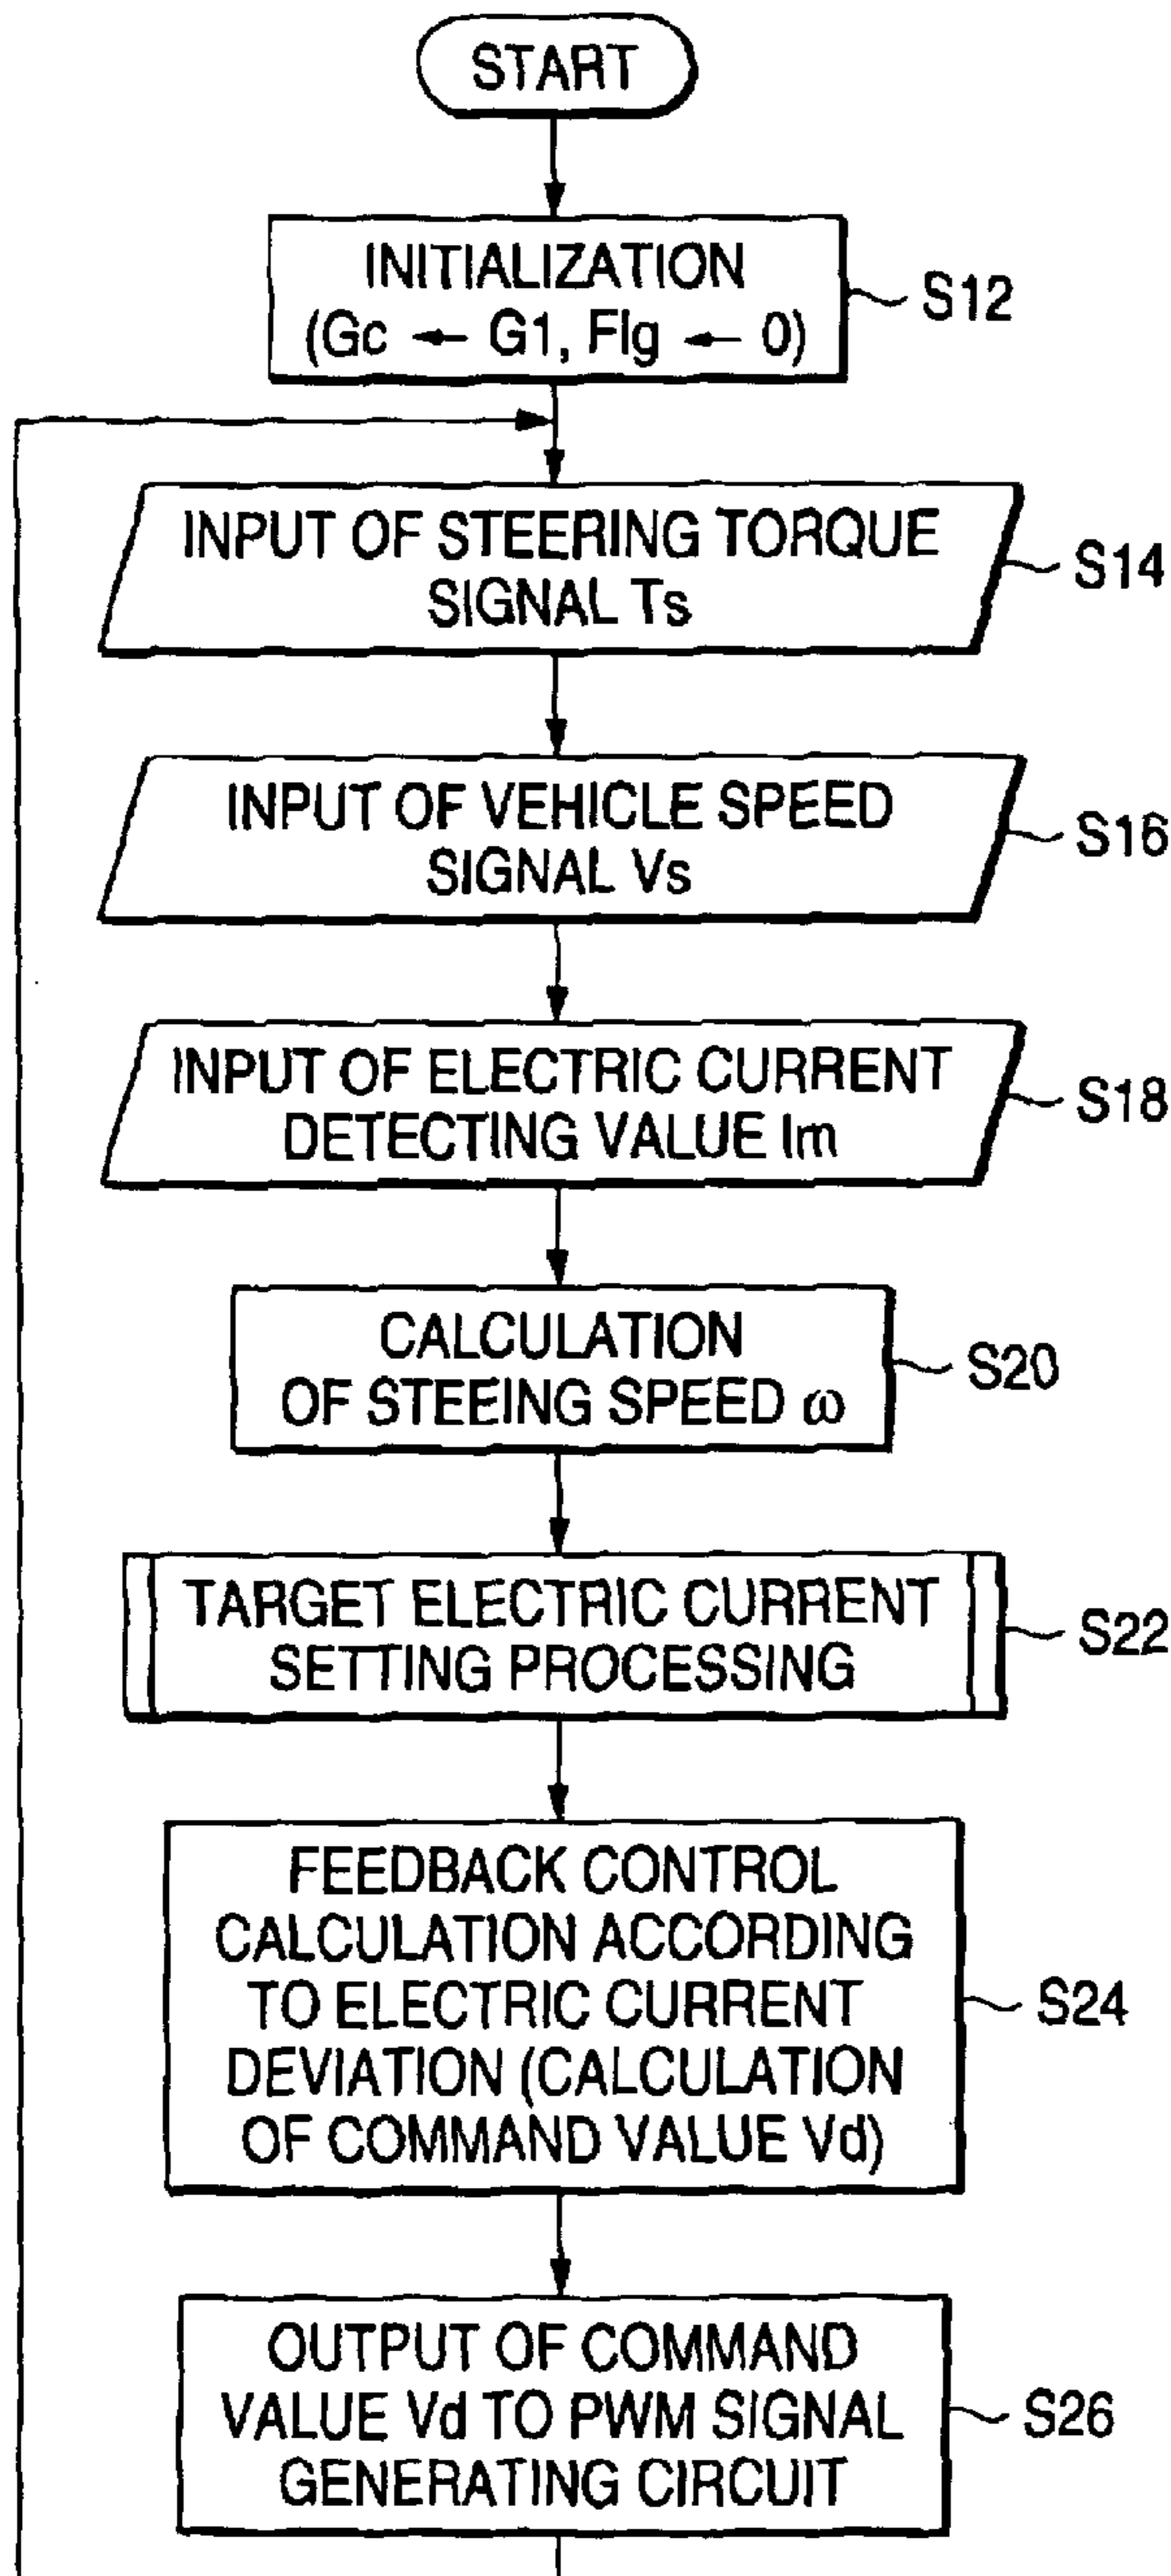 START
INITIALIZATION
(Gc ← G1, Flg ← 0)
S12
INPUT OF STEERING TORQUE
SIGNAL Ts
S14
INPUT OF VEHICLE SPEED
SIGNAL Vs
S16
INPUT OF ELECTRIC CURRENT
DETECTING VALUE Im
S18
CALCULATION
OF STEEING SPEED ω
S20
TARGET ELECTRIC CURRENT
SETTING PROCESSING
S22
FEEDBACK CONTROL
CALCULATION ACCORDING
TO ELECTRIC CURRENT
DEVIATION (CALCULATION
OF COMMAND VALUE Vd)
S24
OUTPUT OF COMMAND
VALUE Vd TO PWM SIGNAL
GENERATING CIRCUIT
S26